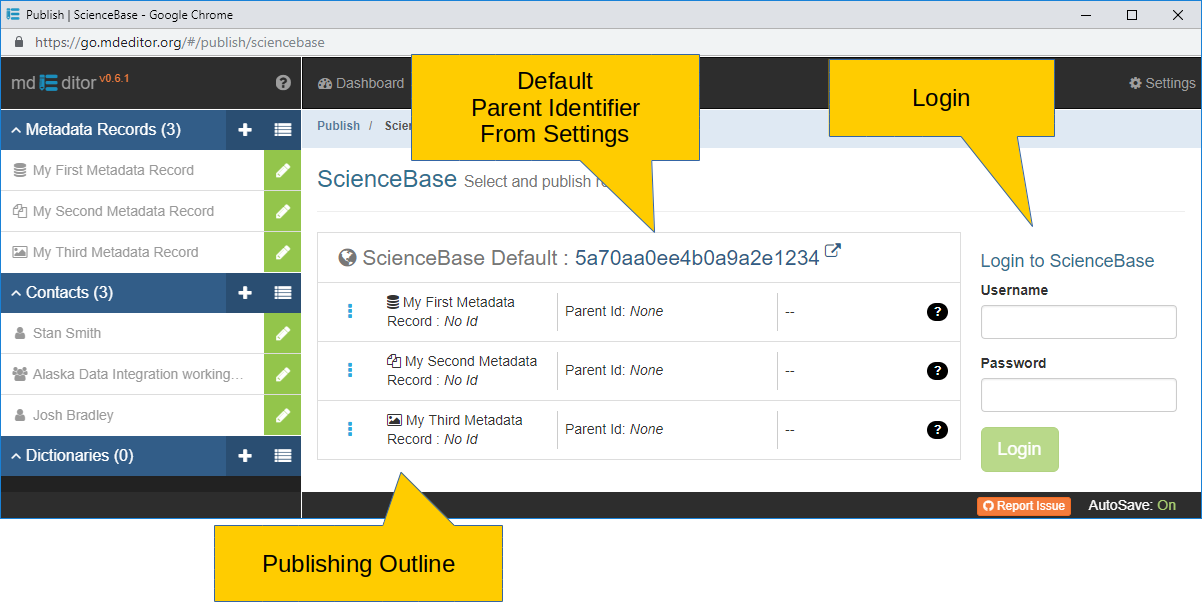 Publish | ScienceBase - Google Chrome
https://go.mdeditor.org/#/publish/sciencebase
md ditor v0.6.1
Dashboard
Settings
Default
Parent Identifier
From Settings
Login
Metadata Records (3)
My First Metadata Record
My Second Metadata Record
My Third Metadata Record
Contacts (3)
Stan Smith
Alaska Data Integration working...
Josh Bradley
Dictionaries (0)
Publish /
ScienceBase Select and publish
ScienceBase Default : 5a70aa0ee4b0a9a2e1234
My First Metadata
Record : No Id
Parent Id: None
--
?
My Second Metadata
Record : No Id
Parent Id: None
--
?
My Third Metadata
Record : No Id
Parent Id: None
--
?
Login to ScienceBase
Username
Password
Login
Report Issue
AutoSave: On
Publishing Outline